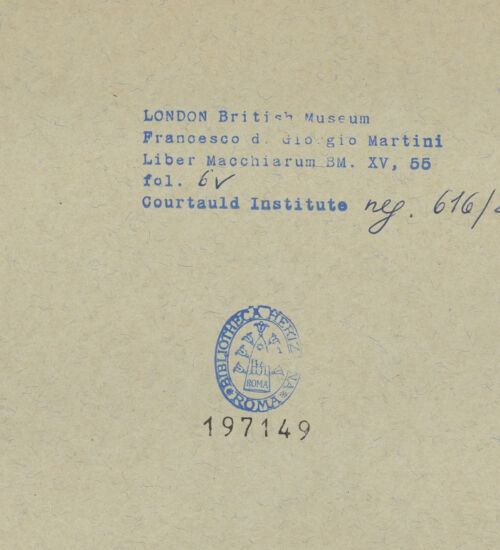 LONDON British Museum
Francesco d. Giorgio Martini
Liber Macchiarum BM. XV, 55
fol. 6v
Courtauld Institute neg. 616/
BIBLIOTHECA HERTZIANA
BH
ROMA
* ROMA *
197149